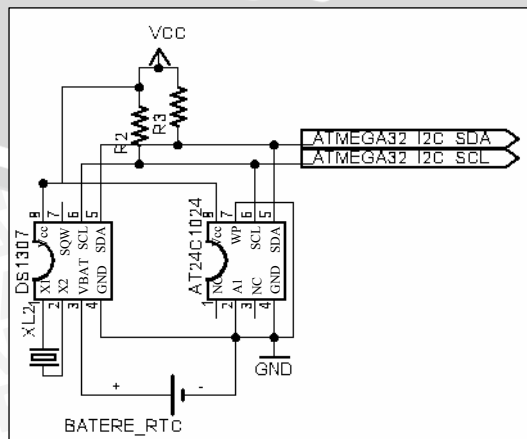 VCC
R2
R3
ATMEGA32 I2C SDA
ATMEGA32 I2C SCL
8 7 6 5
Vcc SQW SCL SDA
DS1307
X1 X2 VBAT GND
1 2 3 4
8 7 6 5
Vcc WP SCL SDA
AT24C1024
NC A1 NC GND
1 2 3 4
XL2
GND
+ -
BATERE_RTC